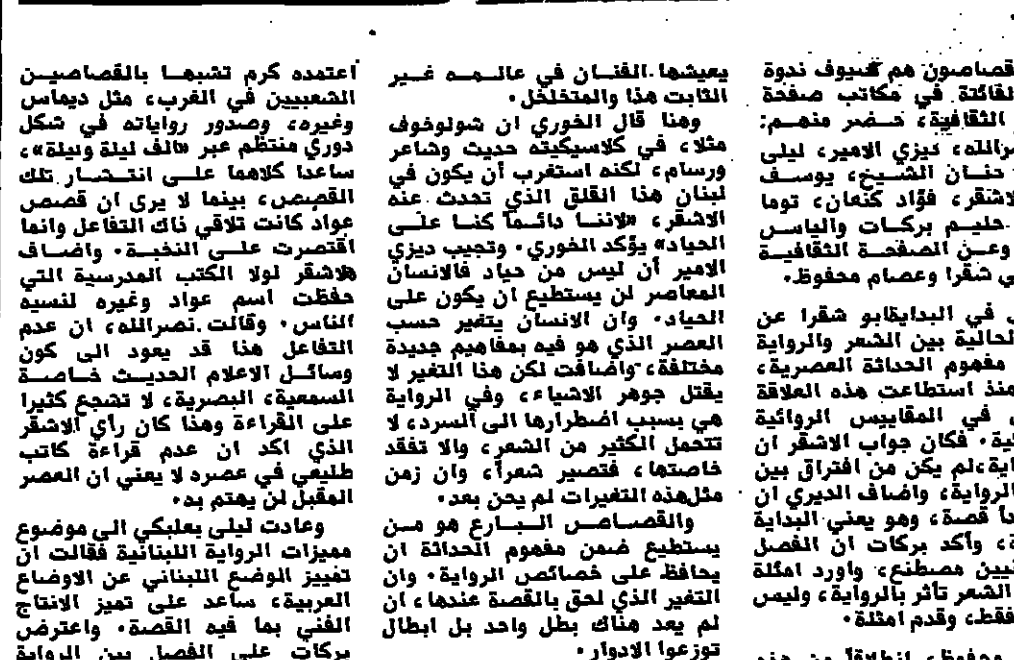 قصاصون هم ضيوف ندوة
الفائتة في مكاتب صفحة
الثقافية، حضر منهم:
نصرالله، ديزي الامير، ليلى
حنان الشيخ، يوسف
الاشقر، فؤاد كنعان، توما
حليم بركات والياس
وعن الصفحة الثقافية
شقرا وعصام محفوظ.
في البدايةابو شقرا عن
الحالية بين الشعر والرواية
مفهوم الحداثة العصرية،
منذ استطاعت هذه العلاقة
في المقاييس الروائية
فكان جواب الاشقر ان
لم يكن من افتراق بين
الرواية، واضاف الديري ان
قصة، وهو يعني البداية
وأكد بركات ان الفصل
مصطنع، واورد امثلة
الشعر تأثر بالرواية، وليس
فقط، وقدم امثلة.
محفوظ، انطلاقا من هذه
يعيشها الفنان في عالمه غير
الثابت هذا والمتخلخل.
وهنا قال الخوري ان شولوخوف
مثلا، في كلاسيكيته حديث وشاعر
ورسام، لكنه استغرب أن يكون في
لبنان هذا القلق الذي تحدث عنه
الاشقر، «لاننا دائما كنا على
الحياد» يؤكد الخوري. وتجيب ديزي
الامير أن ليس من حياد فالانسان
المعاصر لن يستطيع ان يكون على
الحياد. وان الانسان يتغير حسب
العصر الذي هو فيه بمفاهيم جديدة
مختلفة، واضافت لكن هذا التغير لا
يقتل جوهر الاشياء، وفي الرواية
هي بسبب اضطرارها الى السرد، لا
تتحمل الكثير من الشعر، والا تفقد
خاصتها، فتصير شعراً، وان زمن
مثلهذه التغيرات لم يحن بعد.
والقصاص البارع هو من
يستطيع ضمن مفهوم الحداثة ان
يحافظ على خصائص الرواية. وان
التغير الذي لحق بالقصة عندها، ان
لم يعد هناك بطل واحد بل ابطال
توزعوا الادوار.
اعتمده كرم تشبها بالقصاصين
الشعبيين في الغرب، مثل ديماس
وغيره، وصدور رواياته في شكل
دوري منتظم عبر «الف ليلة وليلة»،
ساعدا كلاهما على انتشار تلك
القصص، بينما لا يرى ان قصص
عواد كانت تلاقي ذاك التفاعل وانما
اقتصرت على النخبة. واضاف
الاشقر لولا الكتب المدرسية التي
حفظت اسم عواد وغيره لنسيه
الناس. وقالت نصرالله، ان عدم
التفاعل هذا قد يعود الى كون
وسائل الاعلام الحديث خاصة
السمعية، البصرية، لا تشجع كثيرا
على القراءة وهذا كان رأي الاشقر
الذي اكد ان عدم قراءة كاتب
طليعي في عصره لا يعني ان العصر
المقبل لن يهتم به.
وعادت ليلى بعلبكي الى موضوع
مميزات الرواية اللبنانية فقالت ان
تمييز الوضع اللبناني عن الاوضاع
العربية، ساعد على تميز الانتاج
الفني بما فيه القصة. واعترض
بركات على الفصل بين الرواية